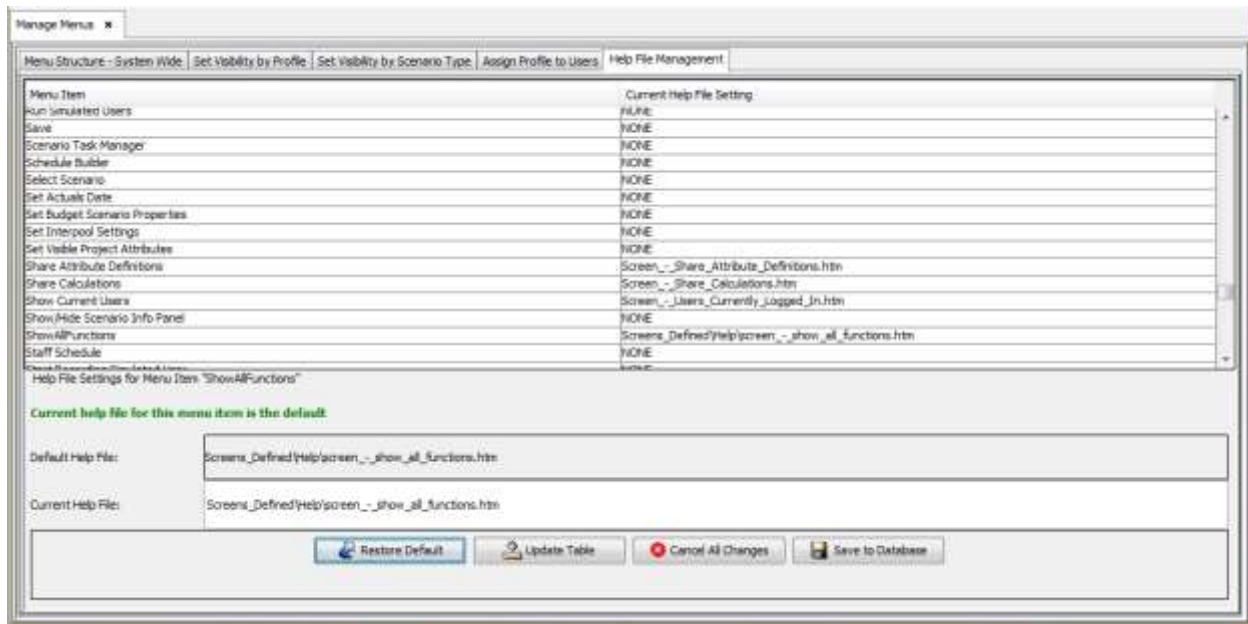 Manage Menus
Menu Structure - System Wide Set Visibility by Profile Set Visibility by Scenario Type Assign Profile to Users Help File Management
Menu Item Current Help File Setting
Run Simulated Users NONE
Save NONE
Scenario Task Manager NONE
Schedule Builder NONE
Select Scenario NONE
Set Actuals Date NONE
Set Budget Scenario Properties NONE
Set Interpool Settings NONE
Set Visible Project Attributes NONE
Share Attribute Definitions Screen_-_Share_Attribute_Definitions.htm
Share Calculations Screen_-_Share_Calculations.htm
Show Current Users Screen_-_Users_Currently_Logged_In.htm
Show/Hide Scenario Info Panel NONE
ShowAllFunctions Screens_Defined\Help\screen_-_show_all_functions.htm
Staff Schedule NONE
Help File Settings for Menu Item "ShowAllFunctions"
Current help file for this menu item is the default
Default Help File: Screens_Defined\Help\screen_-_show_all_functions.htm
Current Help File: Screens_Defined\Help\screen_-_show_all_functions.htm
Restore Default Update Table Cancel All Changes Save to Database